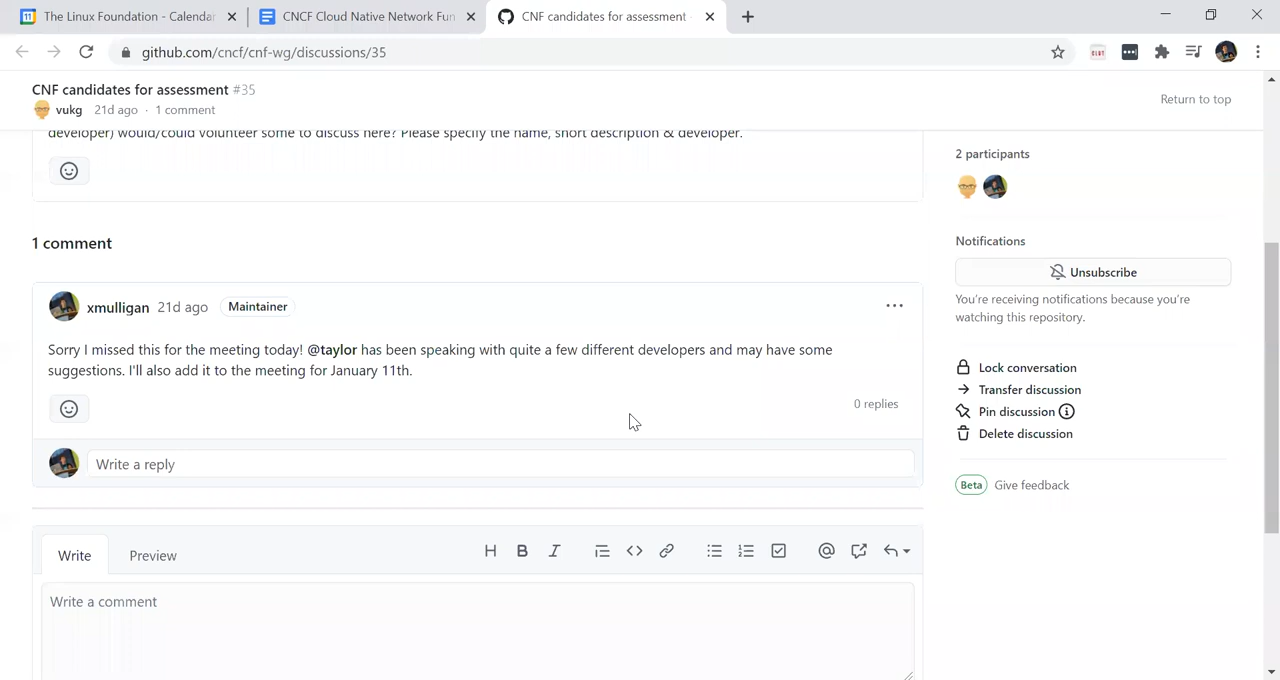 The Linux Foundation - Calendar
CNCF Cloud Native Network Fun
CNF candidates for assessment
github.com/cncf/cnf-wg/discussions/35
CNF candidates for assessment #35
vukg 21d ago · 1 comment
Return to top
developer) would/could volunteer some to discuss here? Please specify the name, short description & developer.
2 participants
1 comment
Notifications
Unsubscribe
You're receiving notifications because you're
watching this repository.
xmulligan 21d ago Maintainer
Sorry I missed this for the meeting today! @taylor has been speaking with quite a few different developers and may have some
suggestions. I'll also add it to the meeting for January 11th.
0 replies
Lock conversation
Transfer discussion
Pin discussion
Delete discussion
Write a reply
Beta Give feedback
Write Preview
Write a comment